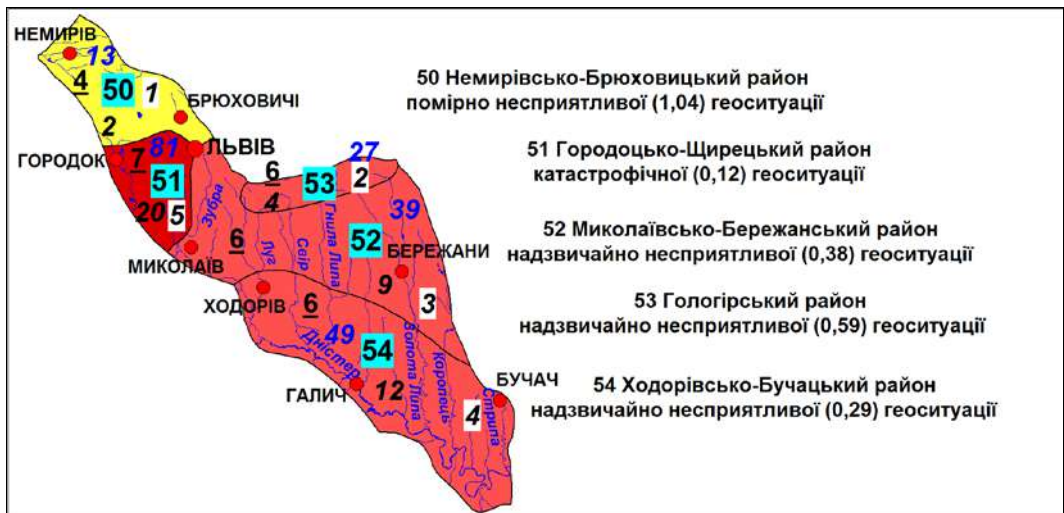 НЕМИРІВ
13
4
50
1
БРЮХОВИЧІ
2
81
ЛЬВІВ
ГОРОДОК
7
51
20
5
Зубра
МИКОЛАЇВ
6
4
53
27
2
39
Гнила Липа
Луг
Свір
6
52
БЕРЕЖАНИ
9
3
ХОДОРІВ
6
49
Дністер
54
Золота Липа
Коропець
ГАЛИЧ
12
4
Стрипа
БУЧАЧ
50 Немирівсько-Брюховицький район
помірно несприятливої (1,04) геоситуації
51 Городоцько-Щирецький район
катастрофічної (0,12) геоситуації
52 Миколаївсько-Бережанський район
надзвичайно несприятливої (0,38) геоситуації
53 Гологірський район
надзвичайно несприятливої (0,59) геоситуації
54 Ходорівсько-Бучацький район
надзвичайно несприятливої (0,29) геоситуації